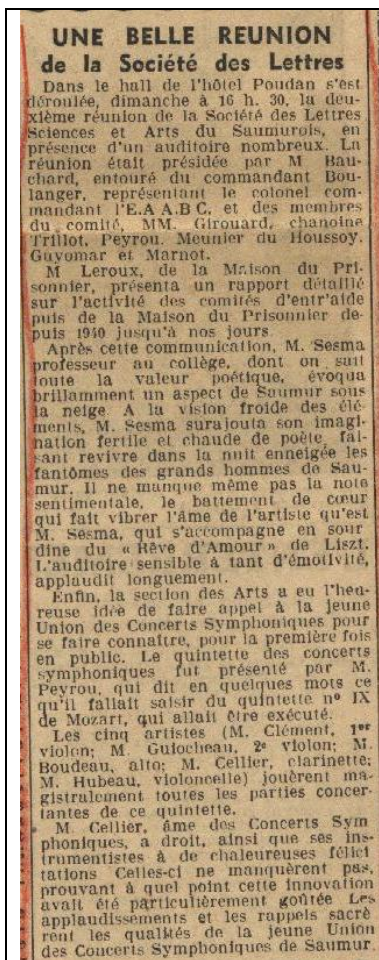 UNE BELLE REUNION
de la Société des Lettres
Dans le hall de l'hôtel Poudan s'est
déroulée, dimanche à 16 h. 30, la deu-
xième réunion de la Société des Lettres
Sciences et Arts du Saumurois, en
présence d'un auditoire nombreux. La
réunion était présidée par M Bau-
chard, entouré du commandant Bou-
langer, représentant le colonel com-
mandant l'E.A A.B C, et des membres
du comité, MM. Girouard, chanoine
Trillot, Peyrou, Meunier du Houssoy,
Guyomar et Marnot.
M Leroux, de la Maison du Pri-
sonnier, présenta un rapport détaillé
sur l'activité des comités d'entr'aide
puis de la Maison du Prisonnier de-
puis 1940 jusqu'à nos jours
Après cette communication, M. Sesma
professeur au collège, dont on sait
toute la valeur poétique, évoqua
brillamment un aspect de Saumur sous
la neige. A la vision froide des élé-
ments, M. Sesma surajouta son imagi
nation fertile et chaude de poète, fai-
sant revivre dans la nuit enneigée les
fantômes des grands hommes de Sau-
mur. Il ne manque même pas la note
sentimentale, le battement de cœur
qui fait vibrer l'âme de l'artiste qu'est
M. Sesma, qui s'accompagne en sour
dine du « Rêve d'Amour » de Liszt.
L'auditoire sensible à tant d'émotivité,
applaudit longuement.
Enfin, la section des Arts a eu l'heu-
reuse idée de faire appel à la jeune
Union des Concerts Symphoniques pour
se faire connaître, pour la première fois
en public. Le quintette des concerts
symphoniques fut présenté par M.
Peyrou, qui dit en quelques mots ce
qu'il fallait saisir du quintette nº IX
de Mozart, qui allait être exécuté.
Les cinq artistes (M. Clément, 1er
violon; M. Guiocheau, 2e violon; M.
Boudeau, alto; M. Cellier, clarinette;
M. Hubeau, violoncelle) jouèrent ma-
gistralement toutes les parties concer-
tantes de ce quintette.
M. Cellier, âme des Concerts Sym
phoniques, a droit, ainsi que ses ins-
trumentistes à de chaleureuses félici
tations Celles-ci ne manquèrent pas,
prouvant à quel point cette innovation
avait été particulièrement goûtée Les
applaudissements et les rappels sacrè
rent les qualités de la jeune Union
des Concerts Symphoniques de Saumur.